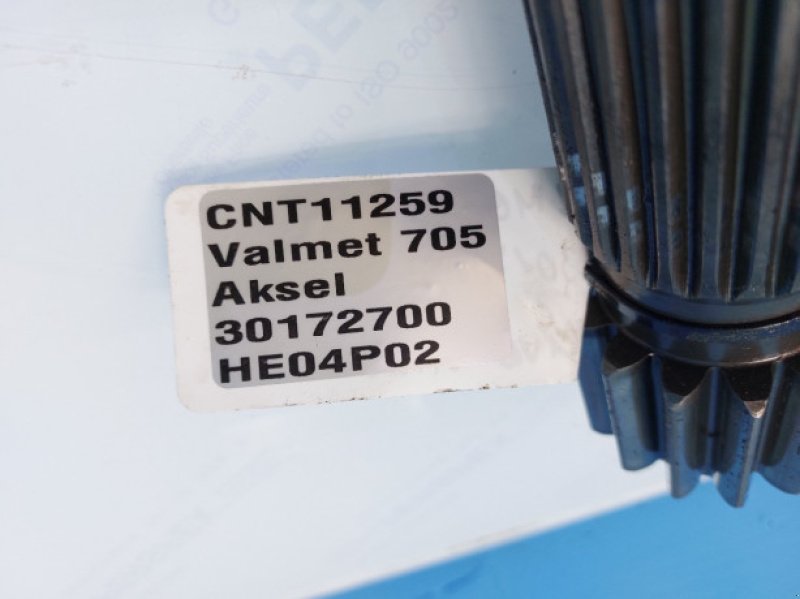 CNT11259
Valmet 705
Aksel
30172700
HE04P02